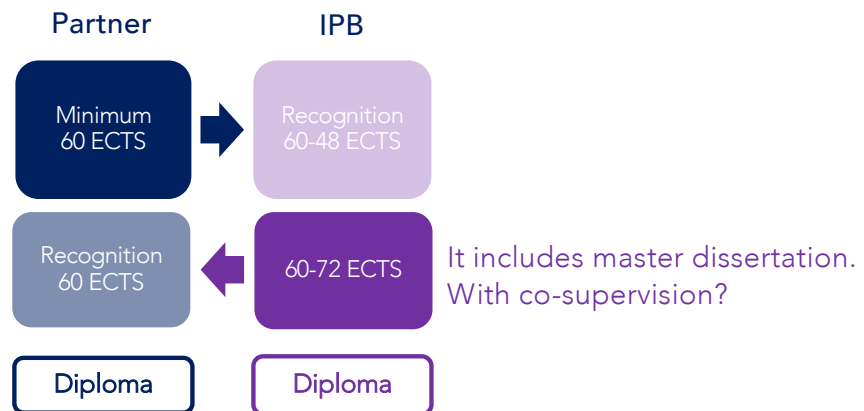 Partner
IPB
Minimum
60 ECTS
Recognition
60-48 ECTS
Recognition
60 ECTS
60-72 ECTS
It includes master dissertation.
With co-supervision?
Diploma
Diploma